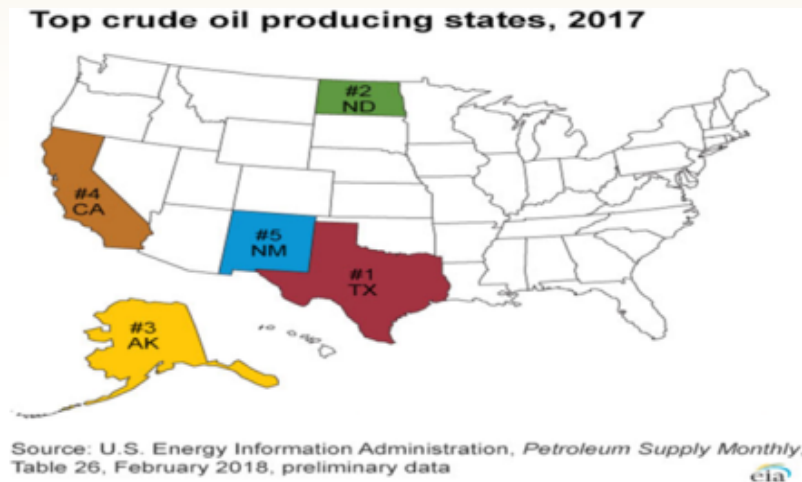 Top crude oil producing states, 2017
#2
ND
#4
CA
#5
NM
#1
TX
#3
AK
Source: U.S. Energy Information Administration, Petroleum Supply Monthly,
Table 26, February 2018, preliminary data
eia